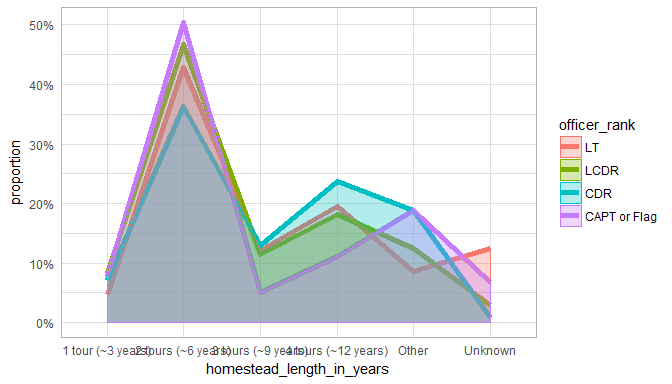 50%
40%
30%
20%
10%
0%
proportion
1 tour (~3 years)
2 tours (~6 years)
3 tours (~9 years)
4 tours (~12 years)
Other
Unknown
homestead_length_in_years
officer_rank
LT
LCDR
CDR
CAPT or Flag